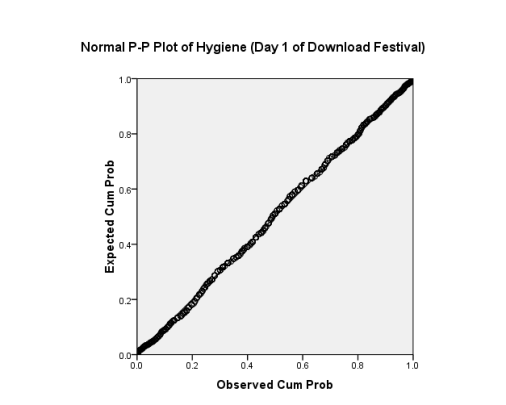 Normal P-P Plot of Hygiene (Day 1 of Download Festival)
1.0
0.8
0.6
0.4
0.2
0.0
Expected Cum Prob
0.0 0.2 0.4 0.6 0.8 1.0
Observed Cum Prob